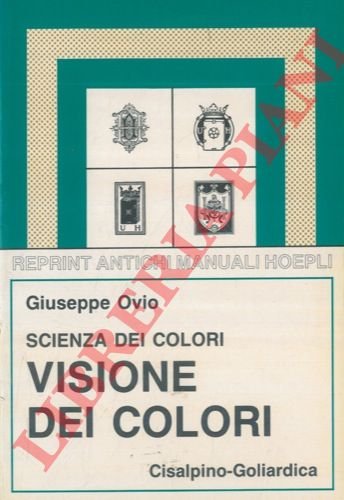 U H
REPRINT ANTICHI MANUALI HOEPLI
Giuseppe Ovio
SCIENZA DEI COLORI
VISIONE
DEI COLORI
Cisalpino-Goliardica
LIBRERIA PIANI